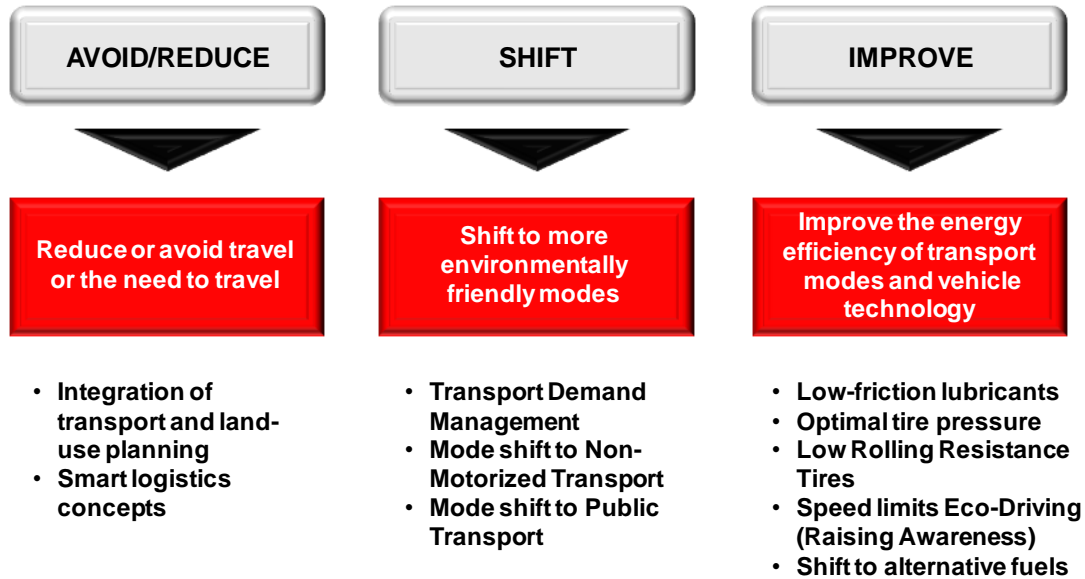 AVOID/REDUCE
Reduce or avoid travel
or the need to travel
• Integration of
transport and land-
use planning
• Smart logistics
concepts
SHIFT
Shift to more
environmentally
friendly modes
• Transport Demand
Management
• Mode shift to Non-
Motorized Transport
• Mode shift to Public
Transport
IMPROVE
Improve the energy
efficiency of transport
modes and vehicle
technology
• Low-friction lubricants
• Optimal tire pressure
• Low Rolling Resistance
Tires
• Speed limits Eco-Driving
(Raising Awareness)
• Shift to alternative fuels